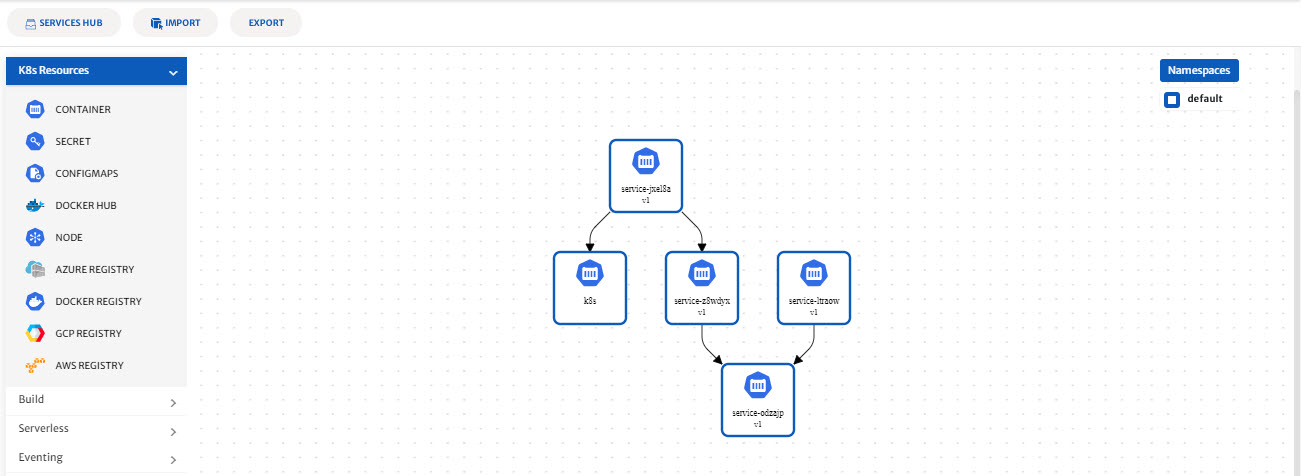 SERVICES HUB
IMPORT
EXPORT
K8s Resources
CONTAINER
SECRET
CONFIGMAPS
DOCKER HUB
NODE
AZURE REGISTRY
DOCKER REGISTRY
GCP REGISTRY
AWS REGISTRY
Build
Serverless
Eventing
Namespaces
default
service-jxel8a
v1
k8s
service-z8wdyx
v1
service-ltraow
v1
service-odzajp
v1